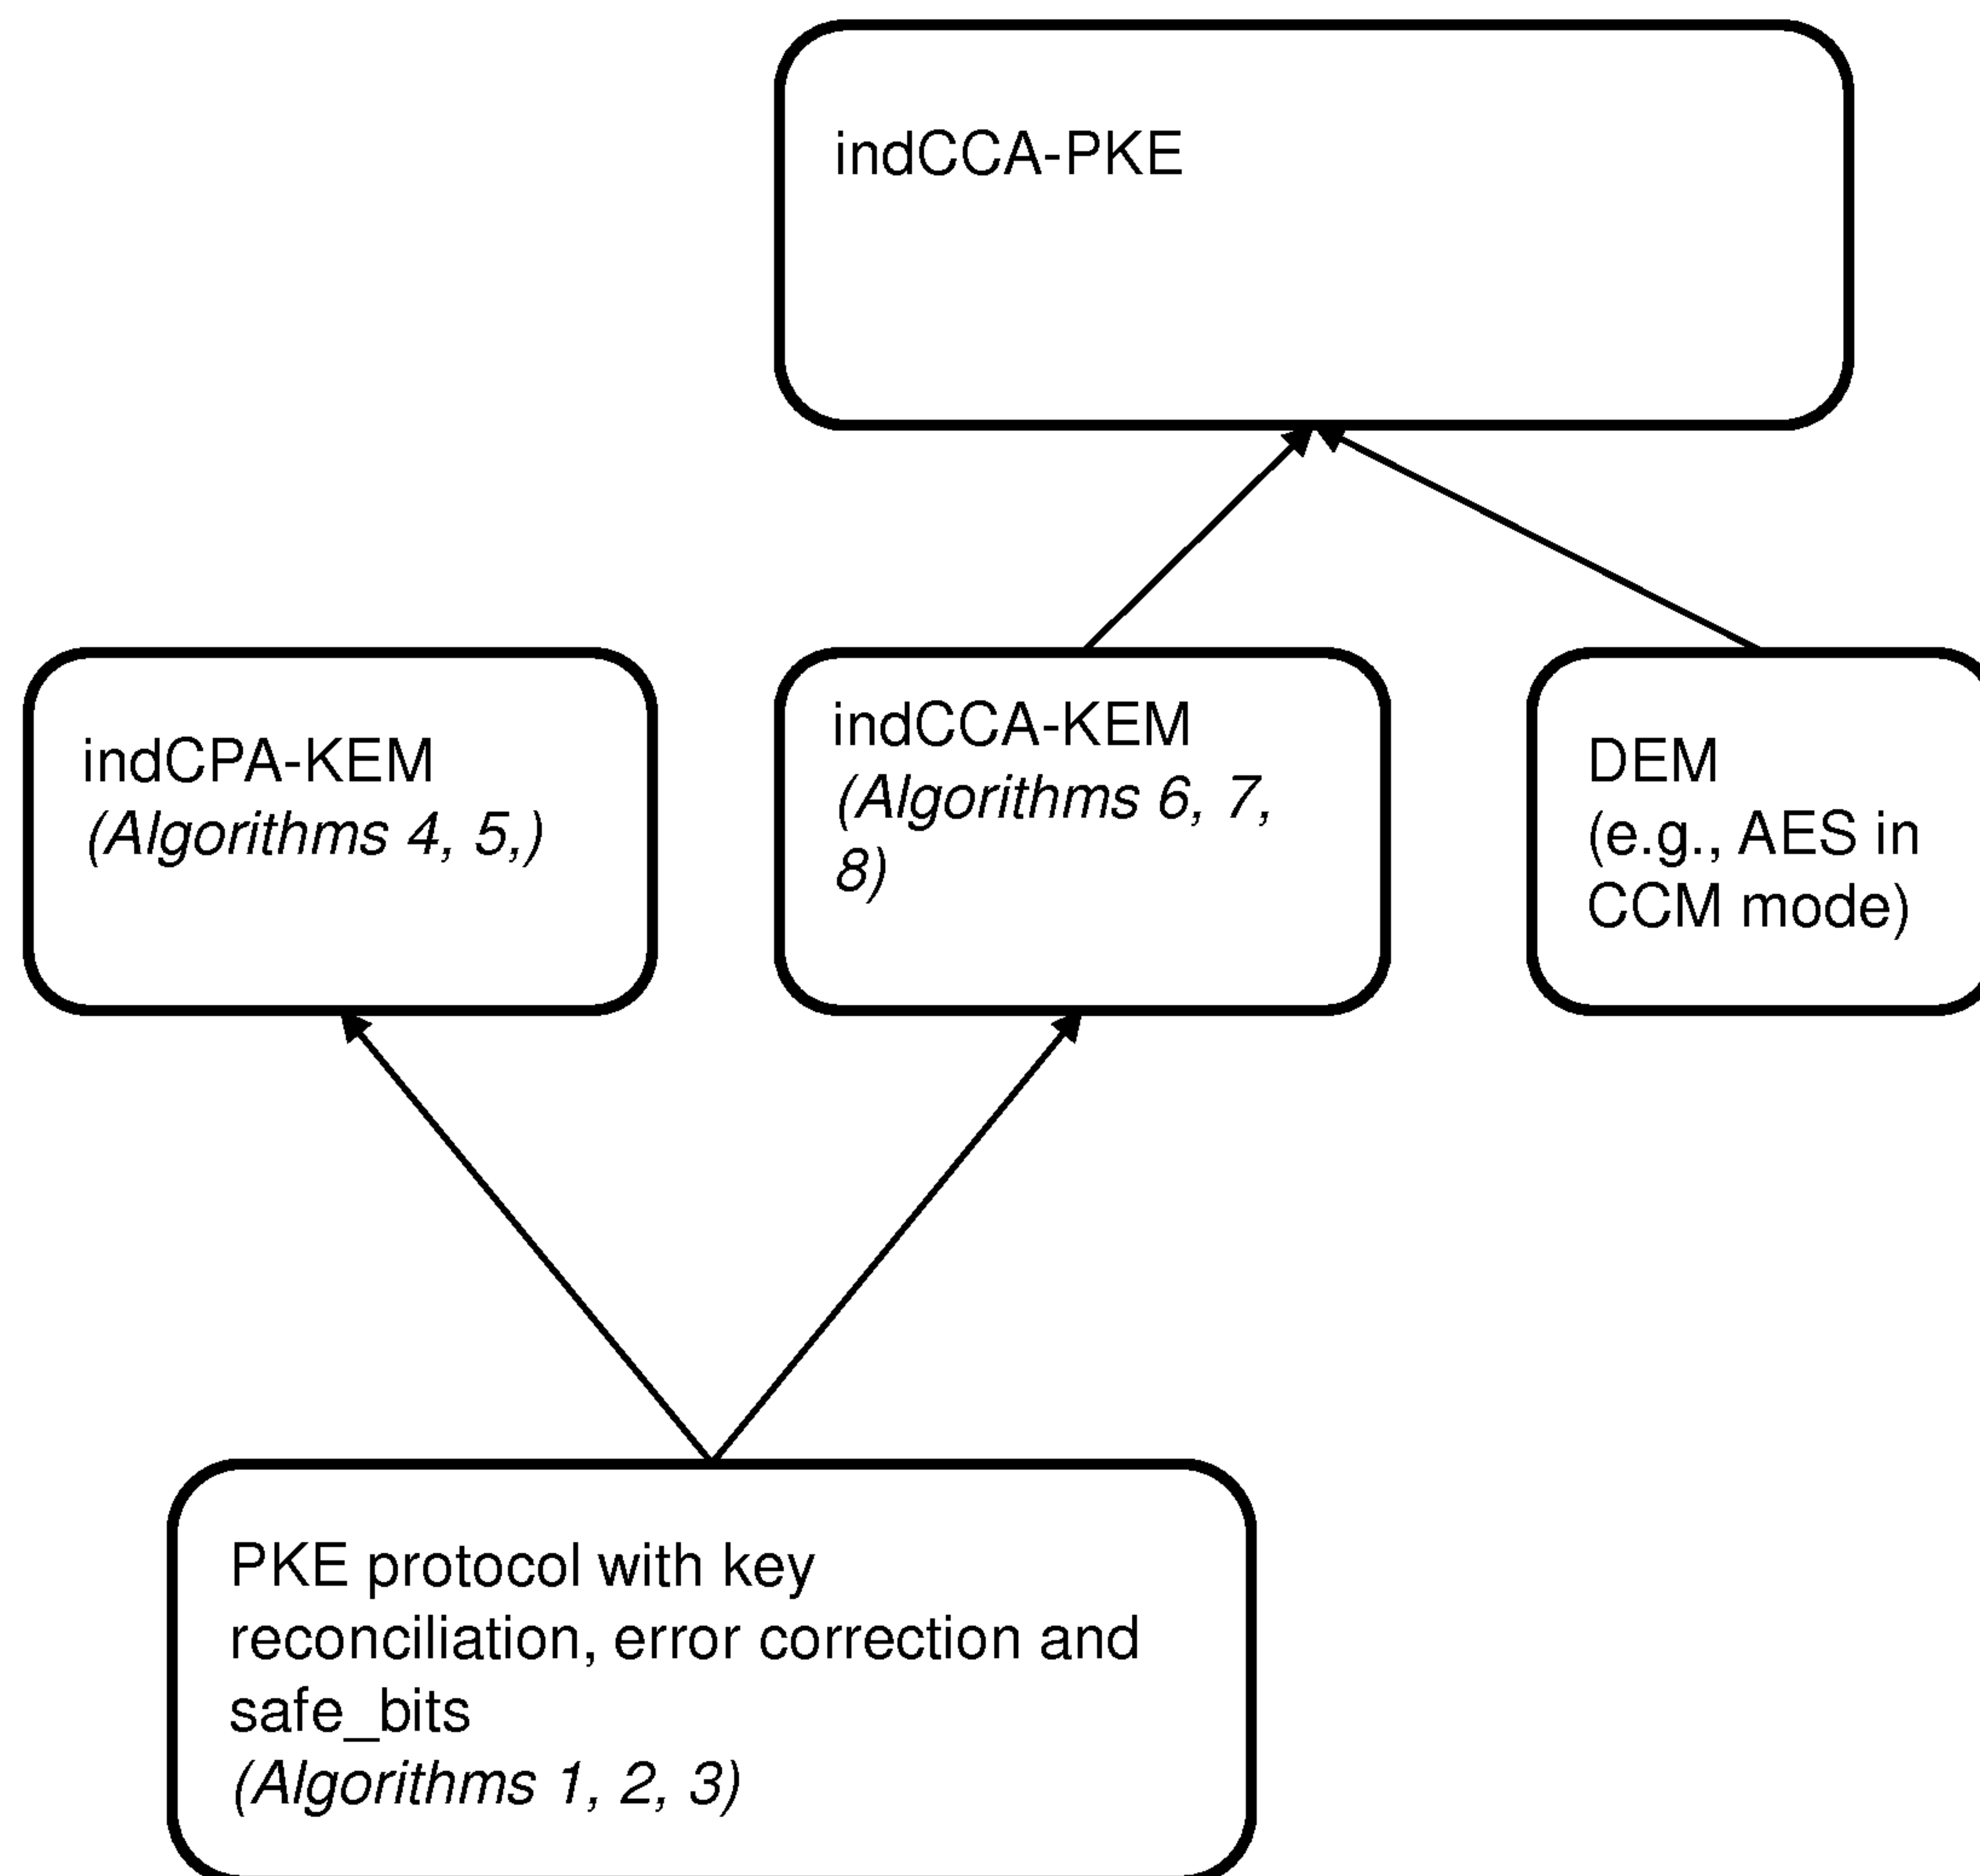 indCCA-PKE
indCPA-KEM
(Algorithms 4, 5,)
indCCA-KEM
(Algorithms 6, 7,
8)
DEM
(e.g., AES in
CCM mode)
PKE protocol with key
reconciliation, error correction and
safe_bits
(Algorithms 1, 2, 3)